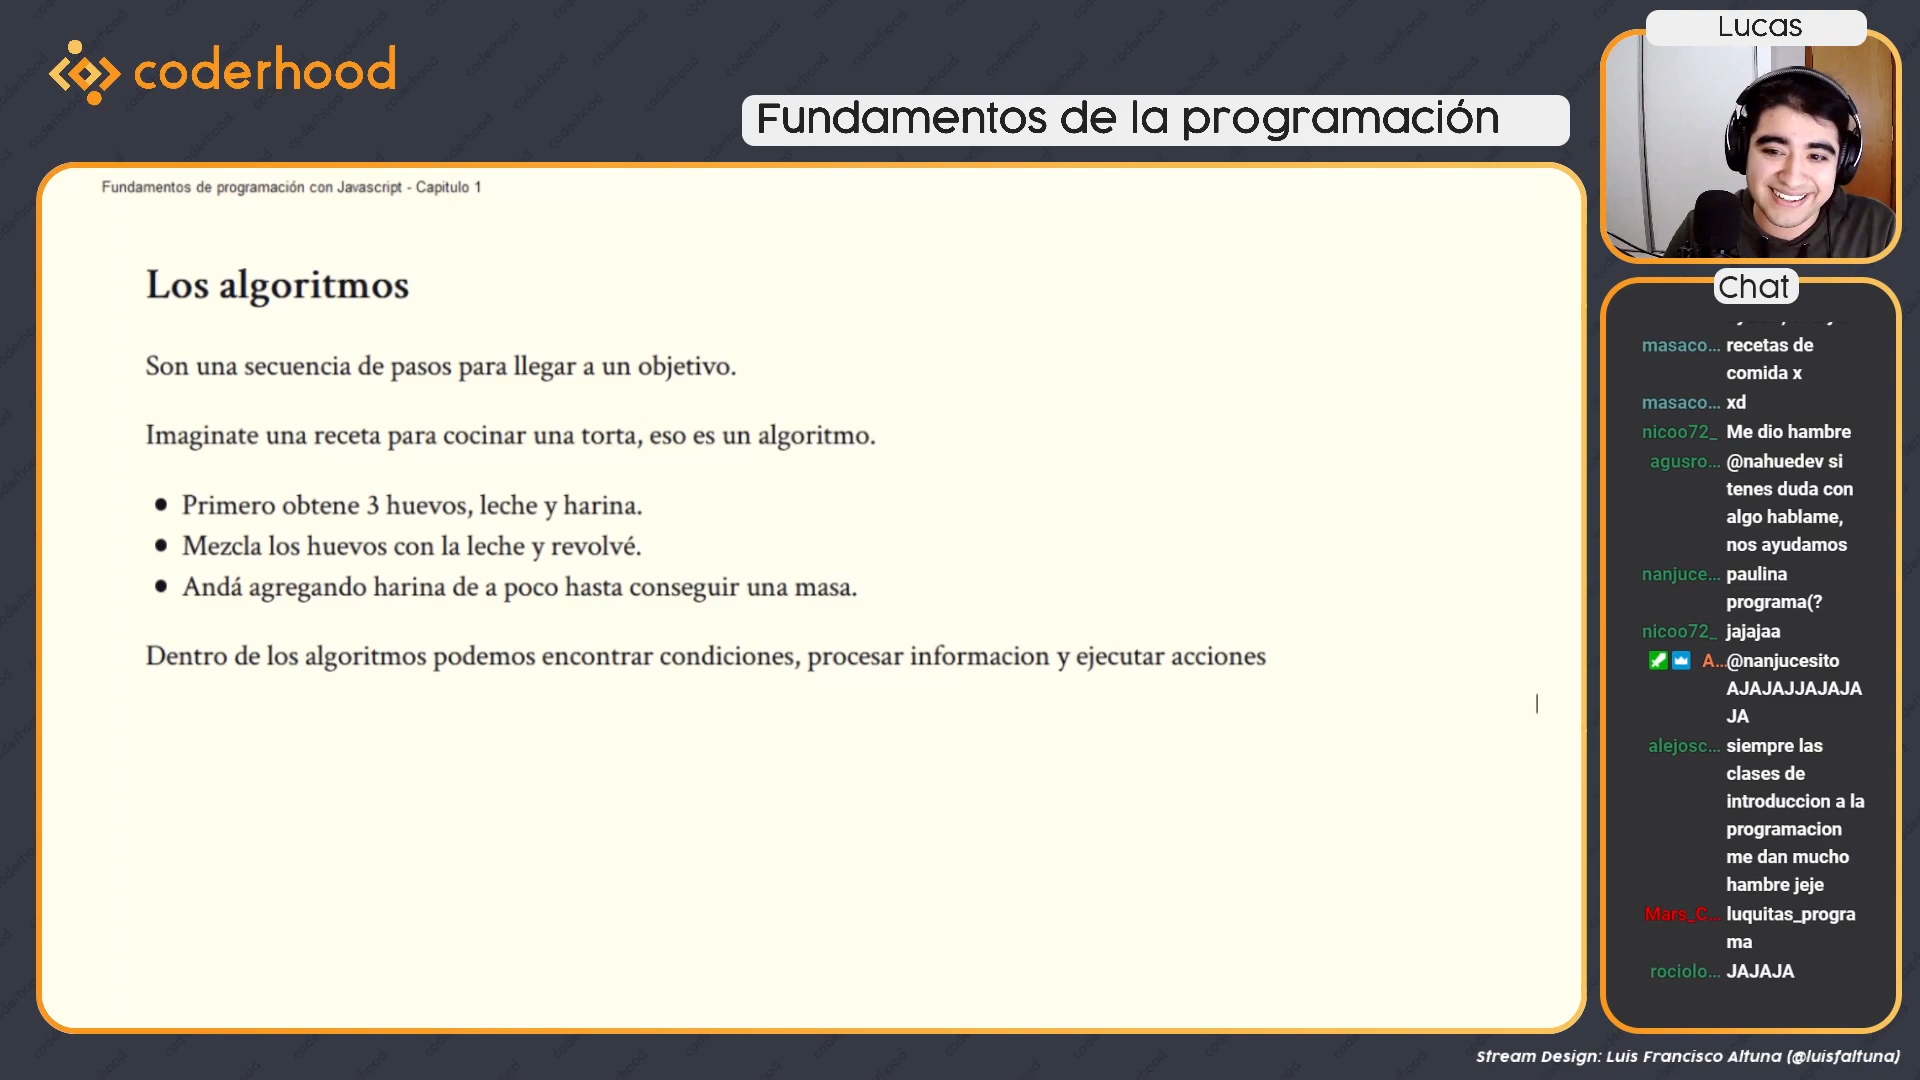 coderhood
Fundamentos de la programación
Lucas
Fundamentos de programación con Javascript - Capitulo 1
Los algoritmos
Son una secuencia de pasos para llegar a un objetivo.
Imaginate una receta para cocinar una torta, eso es un algoritmo.
Primero obtene 3 huevos, leche y harina.
Mezcla los huevos con la leche y revolvé.
Andá agregando harina de a poco hasta conseguir una masa.
Dentro de los algoritmos podemos encontrar condiciones, procesar informacion y ejecutar acciones
Chat
masaco... recetas de
comida x
masaco... xd
nicoo72_ Me dio hambre
agusro... @nahuedev si
tenes duda con
algo hablame,
nos ayudamos
nanjuce... paulina
programa(?
nicoo72_ jajajaa
A... @nanjucesito
AJAJAJJAJAJA
JA
alejosc... siempre las
clases de
introduccion a la
programacion
me dan mucho
hambre jeje
Mars_C... luquitas_progra
ma
rociolo... JAJAJA
Stream Design: Luis Francisco Altuna (@luisfaltuna)